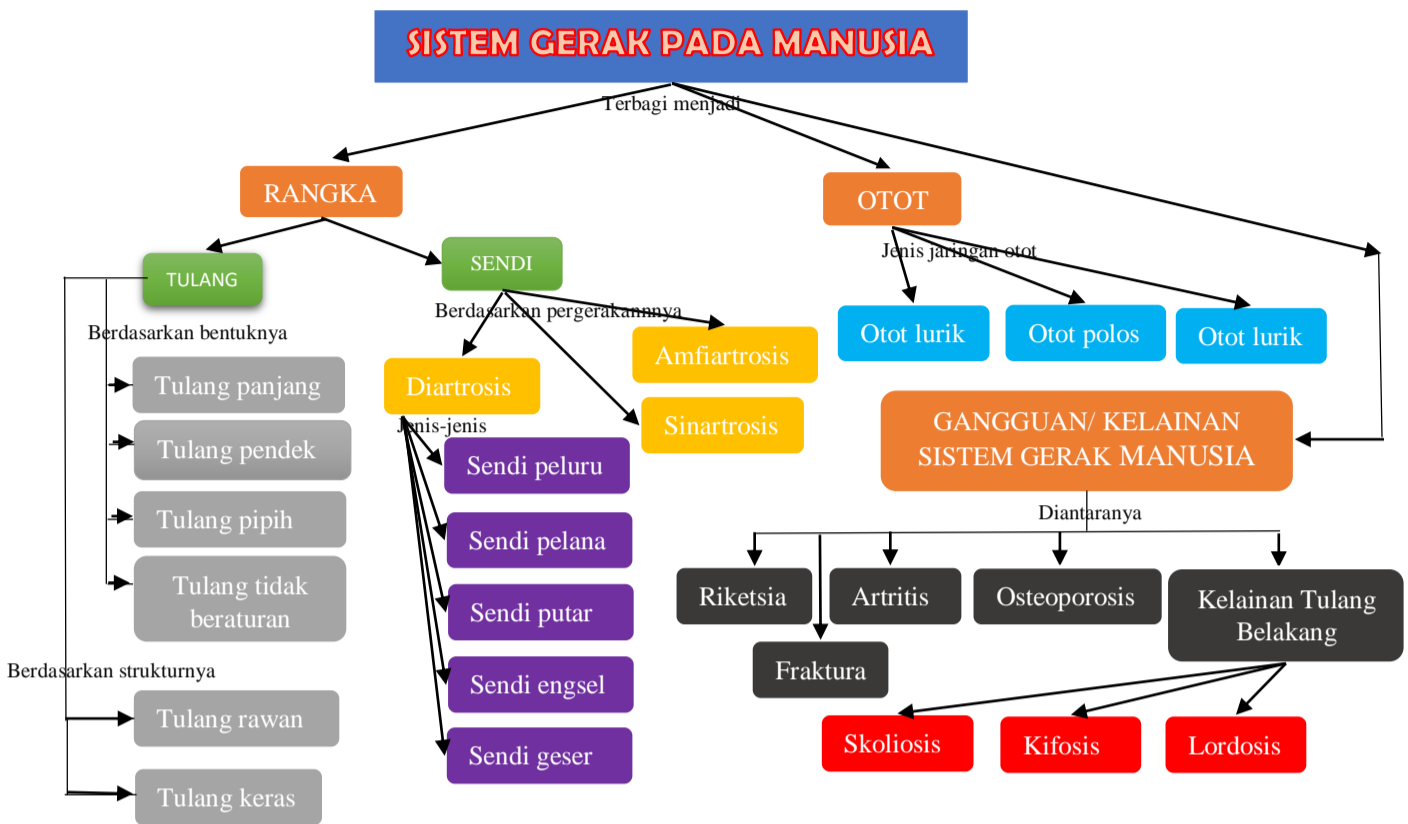 SISTEM GERAK PADA MANUSIA
Terbagi menjadi
RANGKA
OTOT
TULANG
SENDI
Jenis jaringan otot
Berdasarkan bentuknya
Berdasarkan pergerakannnya
Otot lurik
Otot polos
Otot lurik
Tulang panjang
Tulang pendek
Tulang pipih
Tulang tidak
beraturan
Berdasarkan strukturnya
Tulang rawan
Tulang keras
Diartrosis
Amfiartrosis
Sinartrosis
Jenis-jenis
Sendi peluru
Sendi pelana
Sendi putar
Sendi engsel
Sendi geser
GANGGUAN/ KELAINAN
SISTEM GERAK MANUSIA
Diantaranya
Riketsia
Artritis
Osteoporosis
Kelainan Tulang
Belakang
Fraktura
Skoliosis
Kifosis
Lordosis